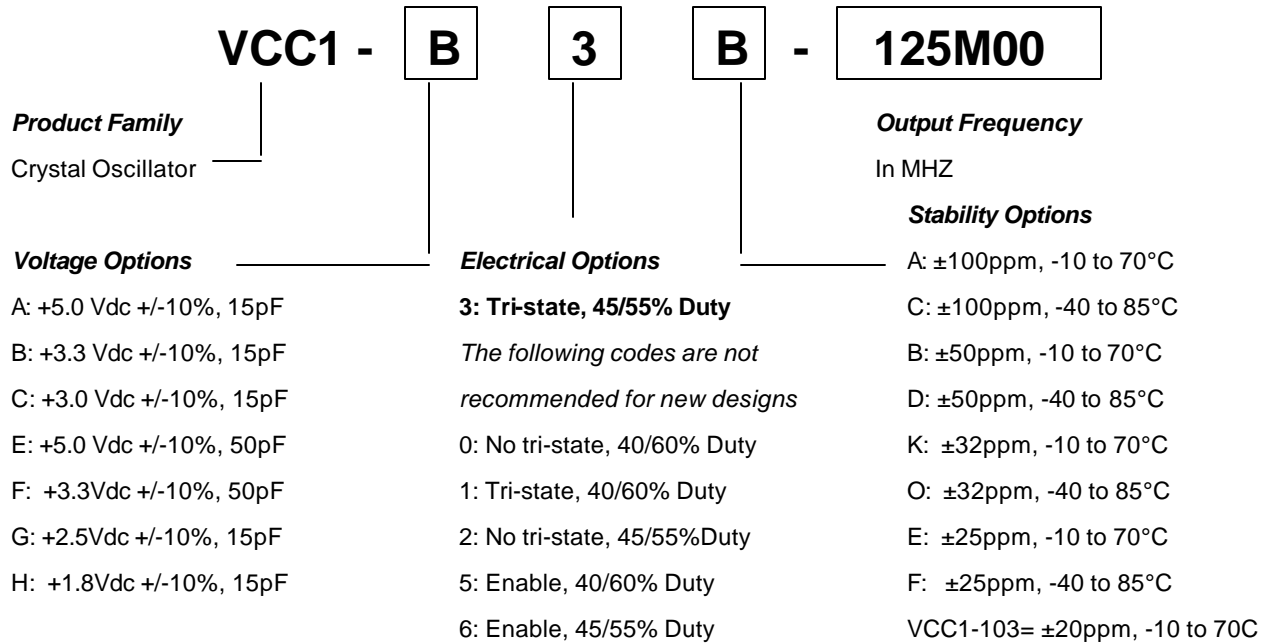 VCC1 - B 3 B - 125M00
Product Family
Crystal Oscillator
Output Frequency
In MHZ
Voltage Options
A: +5.0 Vdc +/-10%, 15pF
B: +3.3 Vdc +/-10%, 15pF
C: +3.0 Vdc +/-10%, 15pF
E: +5.0 Vdc +/-10%, 50pF
F: +3.3Vdc +/-10%, 50pF
G: +2.5Vdc +/-10%, 15pF
H: +1.8Vdc +/-10%, 15pF
Electrical Options
3: Tri-state, 45/55% Duty
The following codes are not
recommended for new designs
0: No tri-state, 40/60% Duty
1: Tri-state, 40/60% Duty
2: No tri-state, 45/55%Duty
5: Enable, 40/60% Duty
6: Enable, 45/55% Duty
Stability Options
A: ±100ppm, -10 to 70°C
C: ±100ppm, -40 to 85°C
B: ±50ppm, -10 to 70°C
D: ±50ppm, -40 to 85°C
K: ±32ppm, -10 to 70°C
O: ±32ppm, -40 to 85°C
E: ±25ppm, -10 to 70°C
F: ±25ppm, -40 to 85°C
VCC1-103= ±20ppm, -10 to 70C